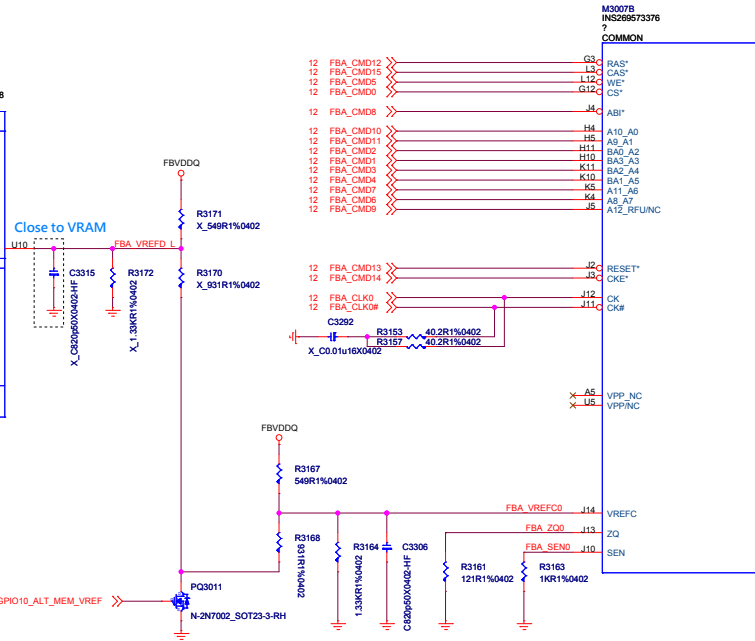 M3007B
INS269573376
?
COMMON
8
12 FBA_CMD12 G3 RAS*
12 FBA_CMD15 L3 CAS*
12 FBA_CMD5 L12 WE*
12 FBA_CMD0 G12 CS*
12 FBA_CMD8 J4 ABI*
12 FBA_CMD10 H4 A10_A0
12 FBA_CMD11 H5 A9_A1
12 FBA_CMD2 H11 BA0_A2
12 FBA_CMD1 H10 BA3_A3
12 FBA_CMD3 K11 BA2_A4
12 FBA_CMD4 K10 BA1_A5
12 FBA_CMD7 K5 A11_A6
12 FBA_CMD6 K4 A8_A7
12 FBA_CMD9 J5 A12_RFU/NC
FBVDDQ
R3171
X_549R1%0402
Close to VRAM
U10
FBA_VREFD_L
C3315
X_C820p50X0402-HF
R3172
X_1.33KR1%0402
R3170
X_931R1%0402
12 FBA_CMD13 J2 RESET*
12 FBA_CMD14 J3 CKE*
12 FBA_CLK0 J12 CK
12 FBA_CLK0# J11 CK#
C3292
X_C0.01u16X0402
R3153 40.2R1%0402
R3157 40.2R1%0402
A5 VPP_NC
U5 VPP/NC
FBVDDQ
R3167
549R1%0402
FBA_VREFC0 J14 VREFC
FBA_ZQ0 J13 ZQ
FBA_SEN0 J10 SEN
R3168
931R1%0402
R3164
1.33KR1%0402
C3306
C820p50X0402-HF
R3161
121R1%0402
R3163
1KR1%0402
PQ3011
GPIO10_ALT_MEM_VREF
N-2N7002_SOT23-3-RH